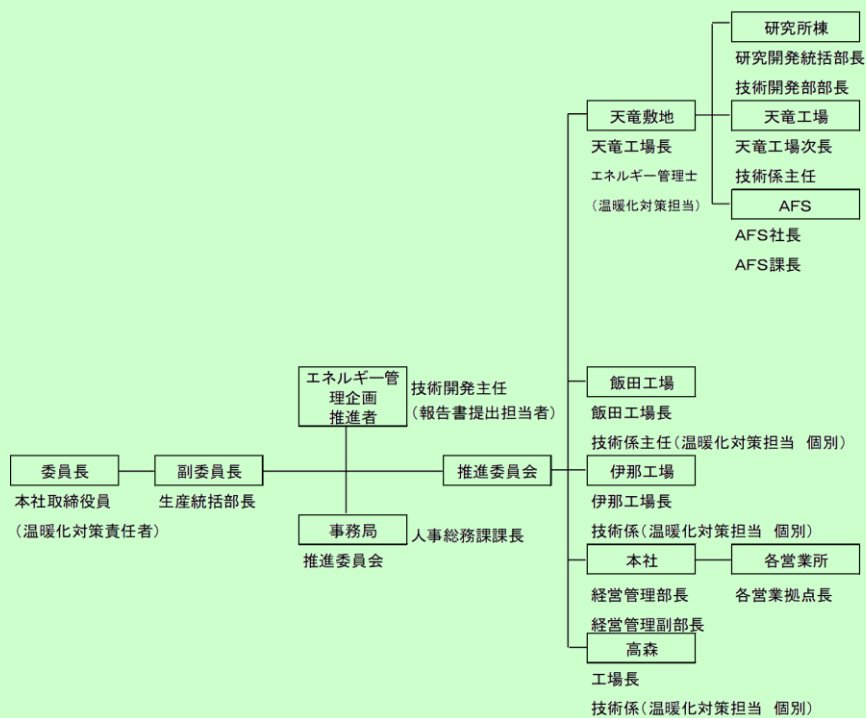 研究所棟
研究開発統括部長
技術開発部部長
天竜敷地
天竜工場長
エネルギー管理士
（温暖化対策担当）
天竜工場
天竜工場次長
技術係主任
AFS
AFS社長
AFS課長
エネルギー管
理企画
推進者
技術開発主任
（報告書提出担当者）
委員長
本社取締役員
（温暖化対策責任者）
副委員長
生産統括部長
推進委員会
事務局
推進委員会
人事総務課課長
飯田工場
飯田工場長
技術係主任（温暖化対策担当　個別）
伊那工場
伊那工場長
技術係（温暖化対策担当　個別）
本社
経営管理部長
経営管理副部長
各営業所
各営業拠点長
高森
工場長
技術係（温暖化対策担当　個別）